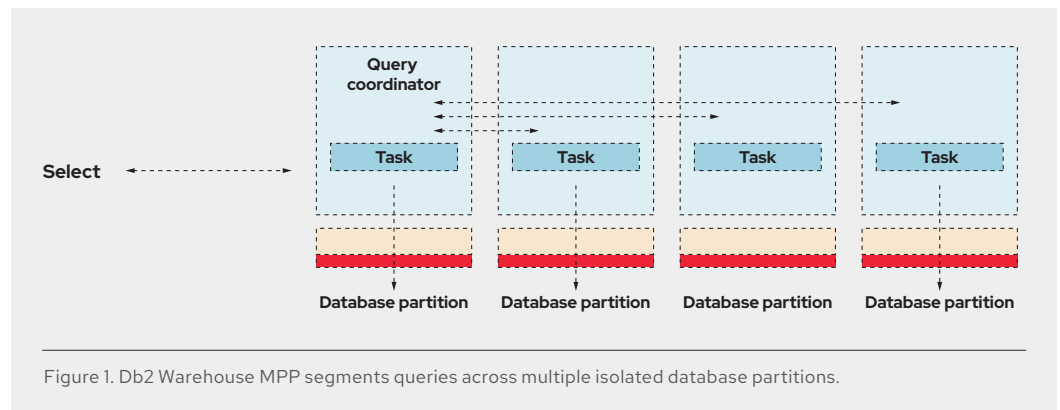 Query
coordinator
Select
Task
Task
Task
Task
Database partition
Database partition
Database partition
Database partition
Figure 1. Db2 Warehouse MPP segments queries across multiple isolated database partitions.